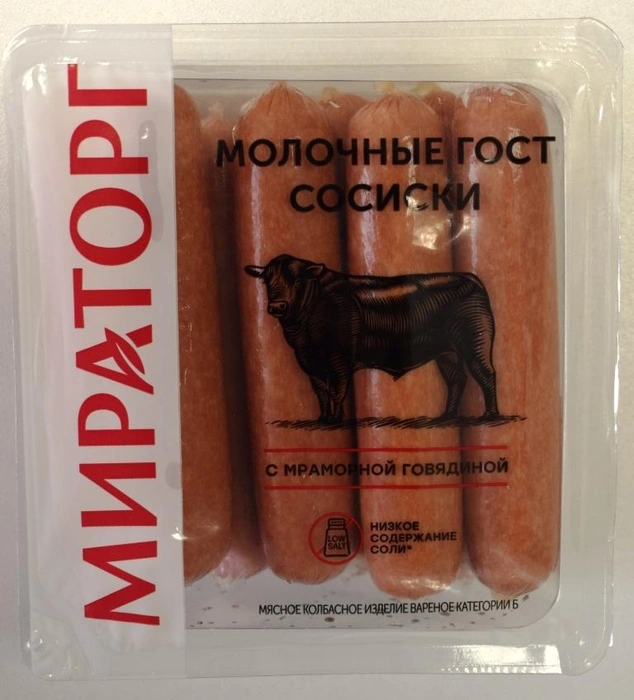 МИРАТОРГ
МОЛОЧНЫЕ ГОСТ
СОСИСКИ
С МРАМОРНОЙ ГОВЯДИНОЙ
LOW
SALT
НИЗКОЕ
СОДЕРЖАНИЕ
СОЛИ*
МЯСНОЕ КОЛБАСНОЕ ИЗДЕЛИЕ ВАРЕНОЕ КАТЕГОРИИ Б